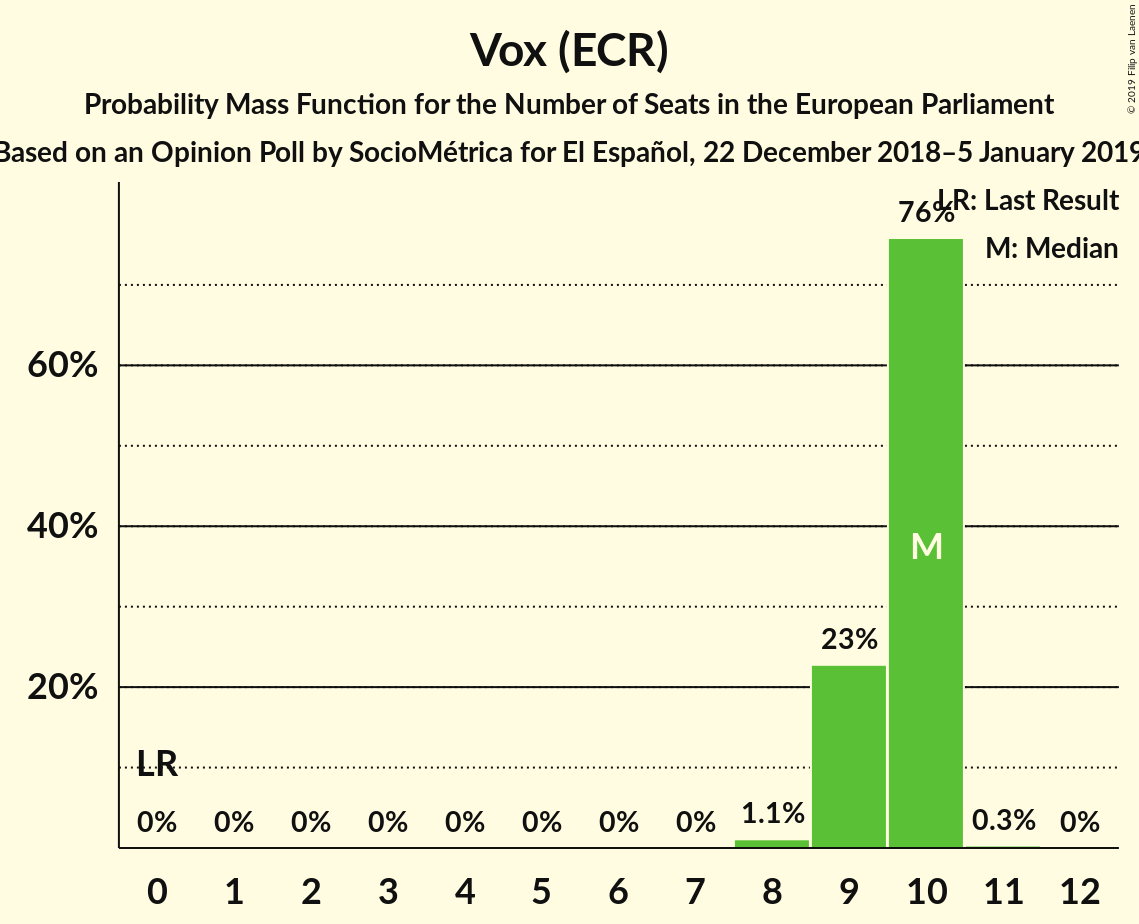 Vox (ECR)
Probability Mass Function for the Number of Seats in the European Parliament
Based on an Opinion Poll by SocioMétrica for El Español, 22 December 2018–5 January 2019
© 2019 Filip van Laenen
LR: Last Result
M: Median
76%
60%
40%
M
23%
20%
LR
0% 0% 0% 0% 0% 0% 0% 0% 1.1% 0.3% 0%
0 1 2 3 4 5 6 7 8 9 10 11 12